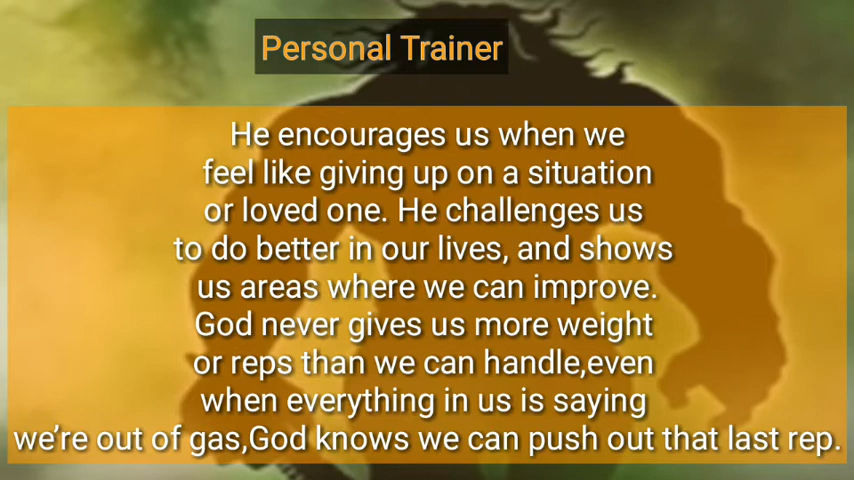 Personal Trainer
He encourages us when we
feel like giving up on a situation
or loved one. He challenges us
to do better in our lives, and shows
us areas where we can improve.
God never gives us more weight
or reps than we can handle,even
when everything in us is saying
we’re out of gas,God knows we can push out that last rep.